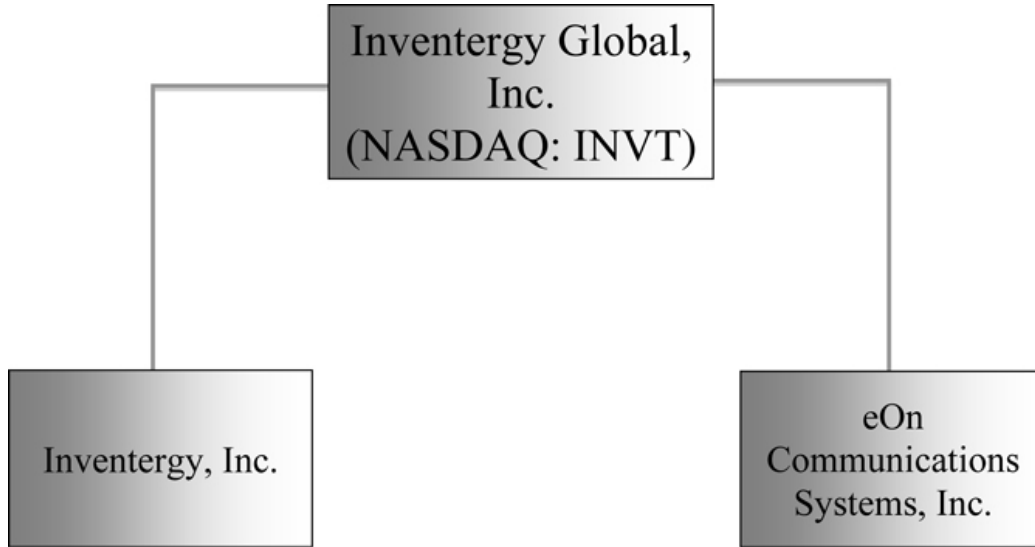 Inventergy Global,
Inc.
(NASDAQ: INVT)
Inventergy, Inc.
eOn
Communications
Systems, Inc.